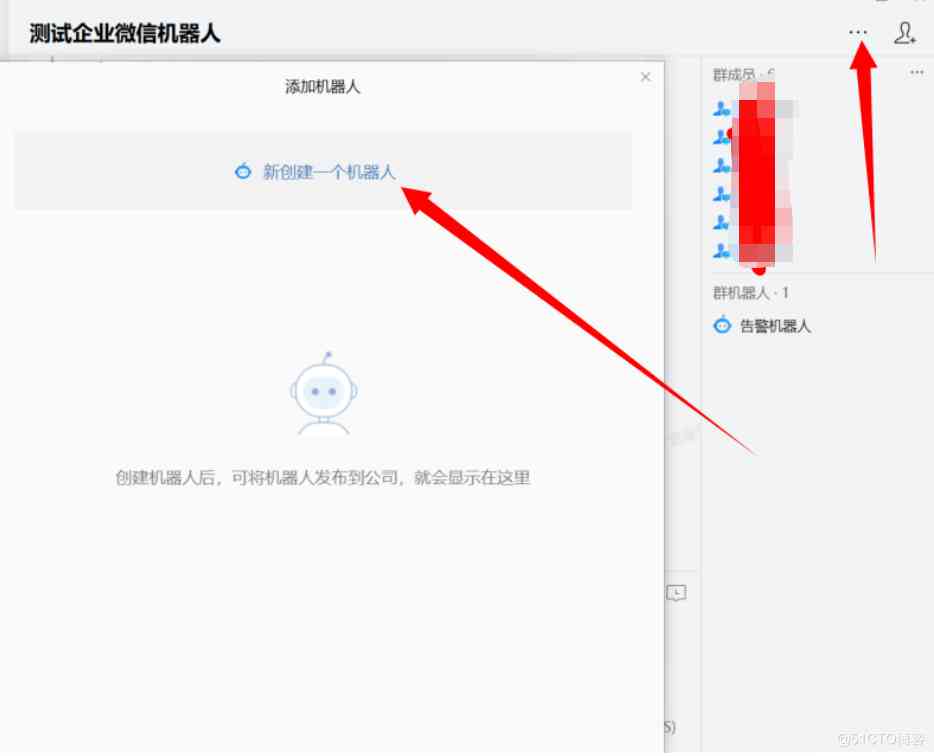 测试企业微信机器人
添加机器人
新创建一个机器人
创建机器人后，可将机器人发布到公司，就会显示在这里
群成员 · 6
群机器人 · 1
告警机器人
S)
@51CTO博客